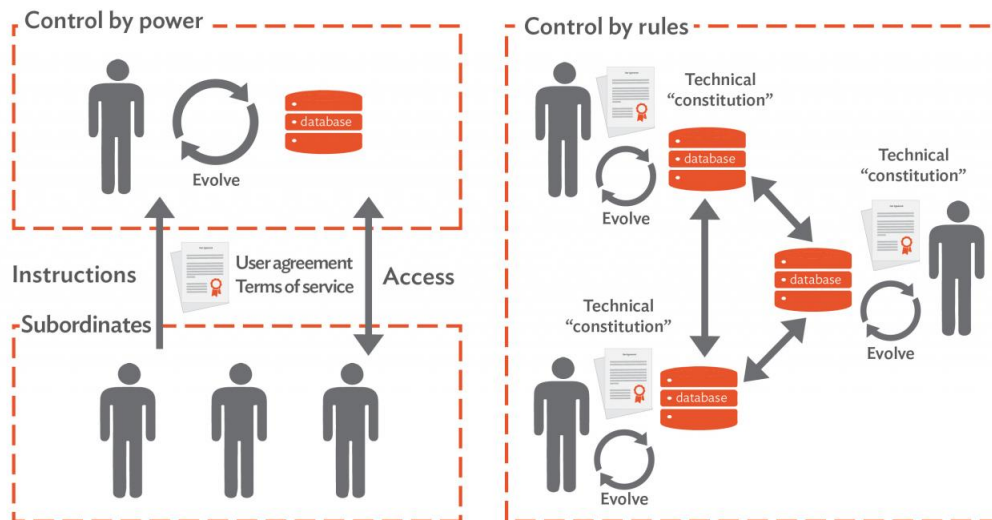 Control by power
database
Evolve
Instructions
User agreement
Terms of service
Access
Subordinates
Control by rules
Technical
“constitution”
database
Evolve
Technical
“constitution”
database
Evolve
Technical
“constitution”
database
Evolve